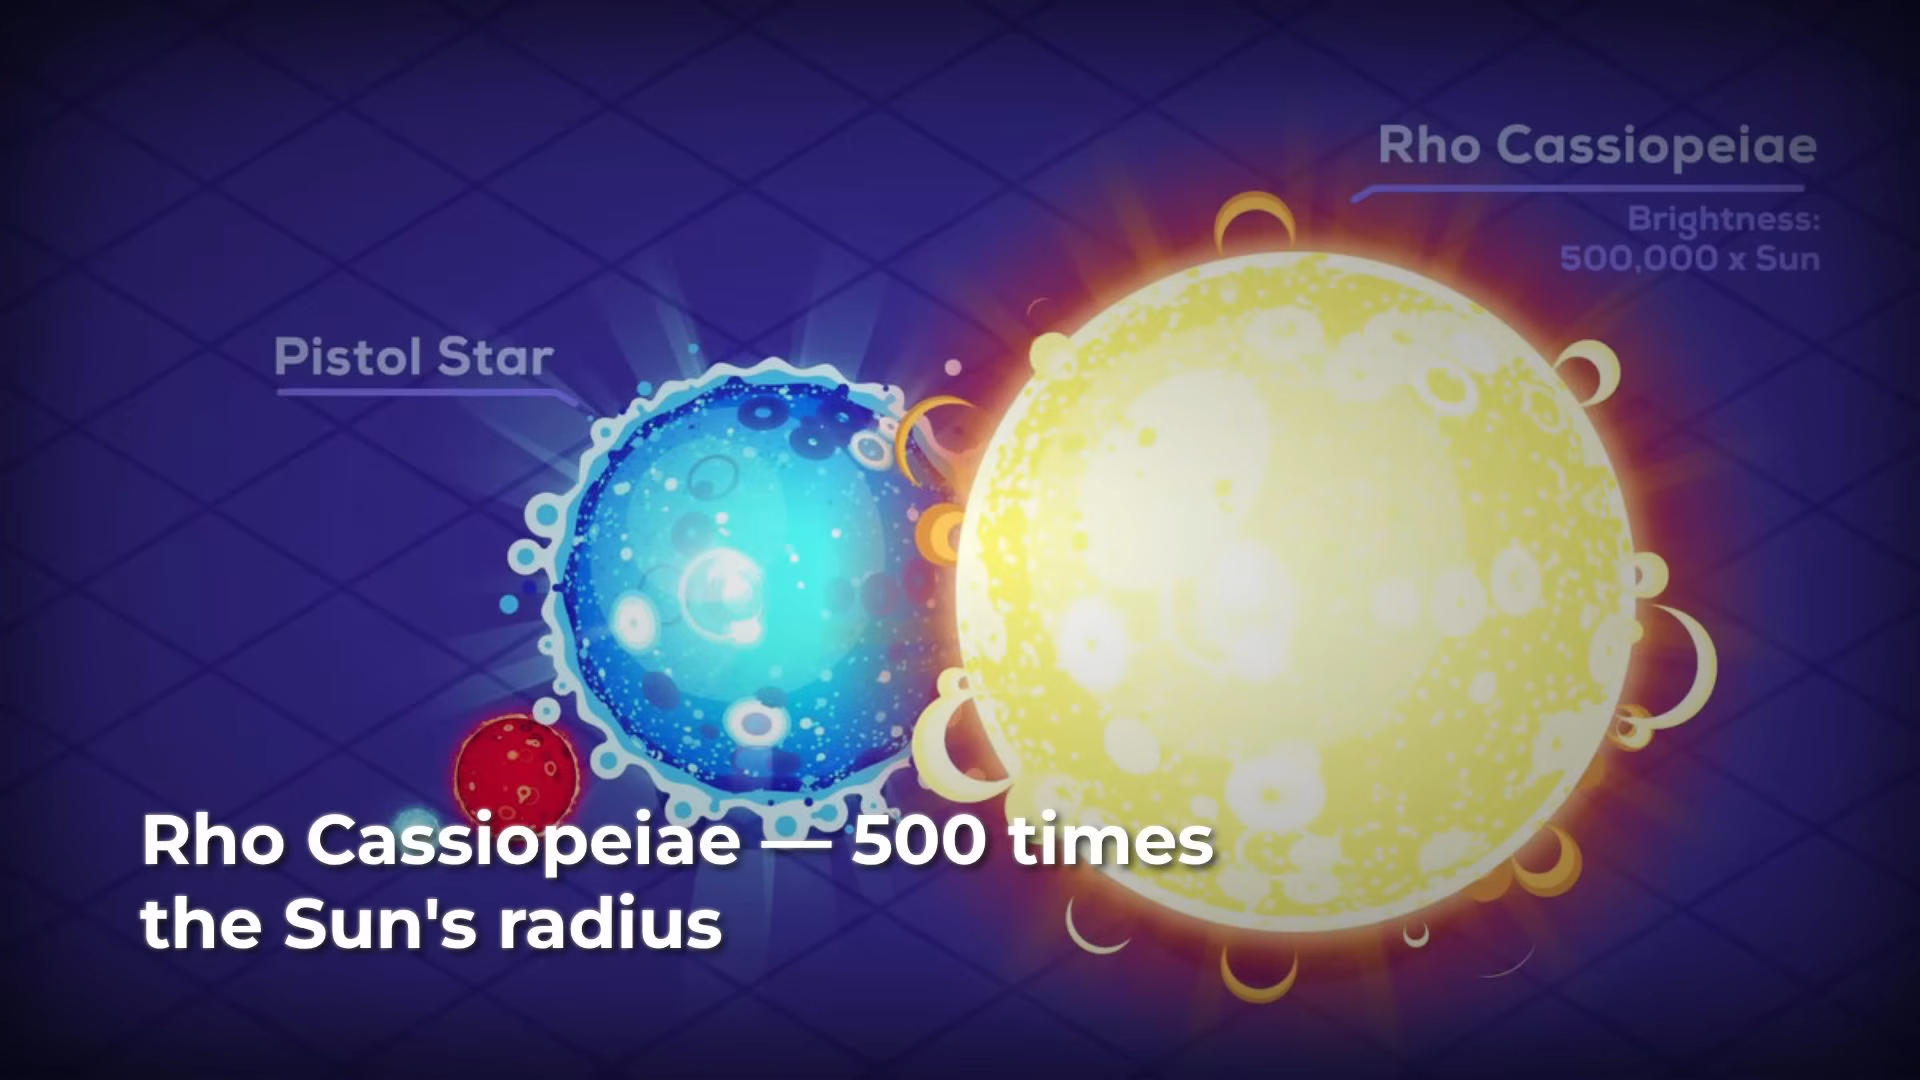 Rho Cassiopeiae
Brightness:
500,000 x Sun
Pistol Star
Rho Cassiopeiae — 500 times
the Sun's radius